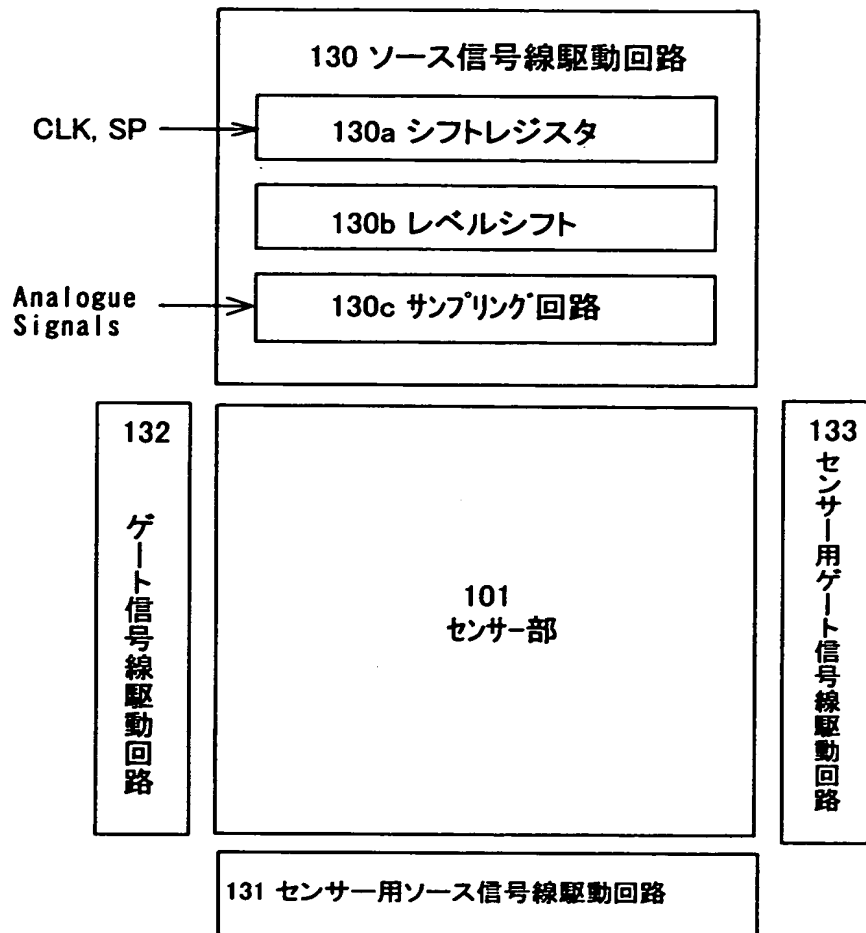 130 ソース信号線駆動回路
CLK, SP
130a シフトレジスタ
130b レベルシフト
Analogue
Signals
130c サンプリング回路
132
ゲート信号線駆動回路
101
センサー部
133
センサー用ゲート信号線駆動回路
131 センサー用ソース信号線駆動回路